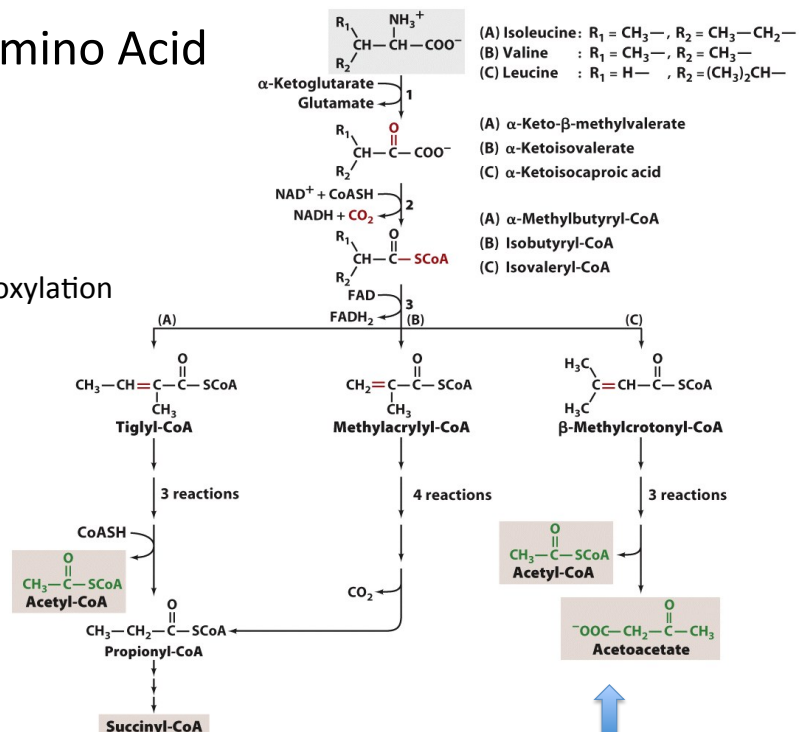 mino Acid
R₁
R₂
CH—CH—COO⁻
NH₃⁺
(A) Isoleucine: R₁ = CH₃—, R₂ = CH₃—CH₂—
(B) Valine : R₁ = CH₃—, R₂ = CH₃—
(C) Leucine : R₁ = H— , R₂ = (CH₃)₂CH—
α-Ketoglutarate
Glutamate
1
R₁
R₂
O
CH—C—COO⁻
(A) α-Keto-β-methylvalerate
(B) α-Ketoisovalerate
(C) α-Ketoisocaproic acid
NAD⁺ + CoASH
NADH + CO₂
2
R₁
R₂
O
CH—C—SCoA
(A) α-Methylbutyryl-CoA
(B) Isobutyryl-CoA
(C) Isovaleryl-CoA
oxylation
FAD
FADH₂
3
(A)
(B)
(C)
O
CH₃—CH=C—C—SCoA
CH₃
Tiglyl-CoA
O
CH₂=C—C—SCoA
CH₃
Methylacrylyl-CoA
H₃C
O
C=CH—C—SCoA
H₃C
β-Methylcrotonyl-CoA
3 reactions
4 reactions
3 reactions
CoASH
O
CH₃—C—SCoA
Acetyl-CoA
O
CH₃—C—SCoA
Acetyl-CoA
CO₂
O
CH₃—CH₂—C—SCoA
Propionyl-CoA
O
⁻OOC—CH₂—C—CH₃
Acetoacetate
Succinyl-CoA